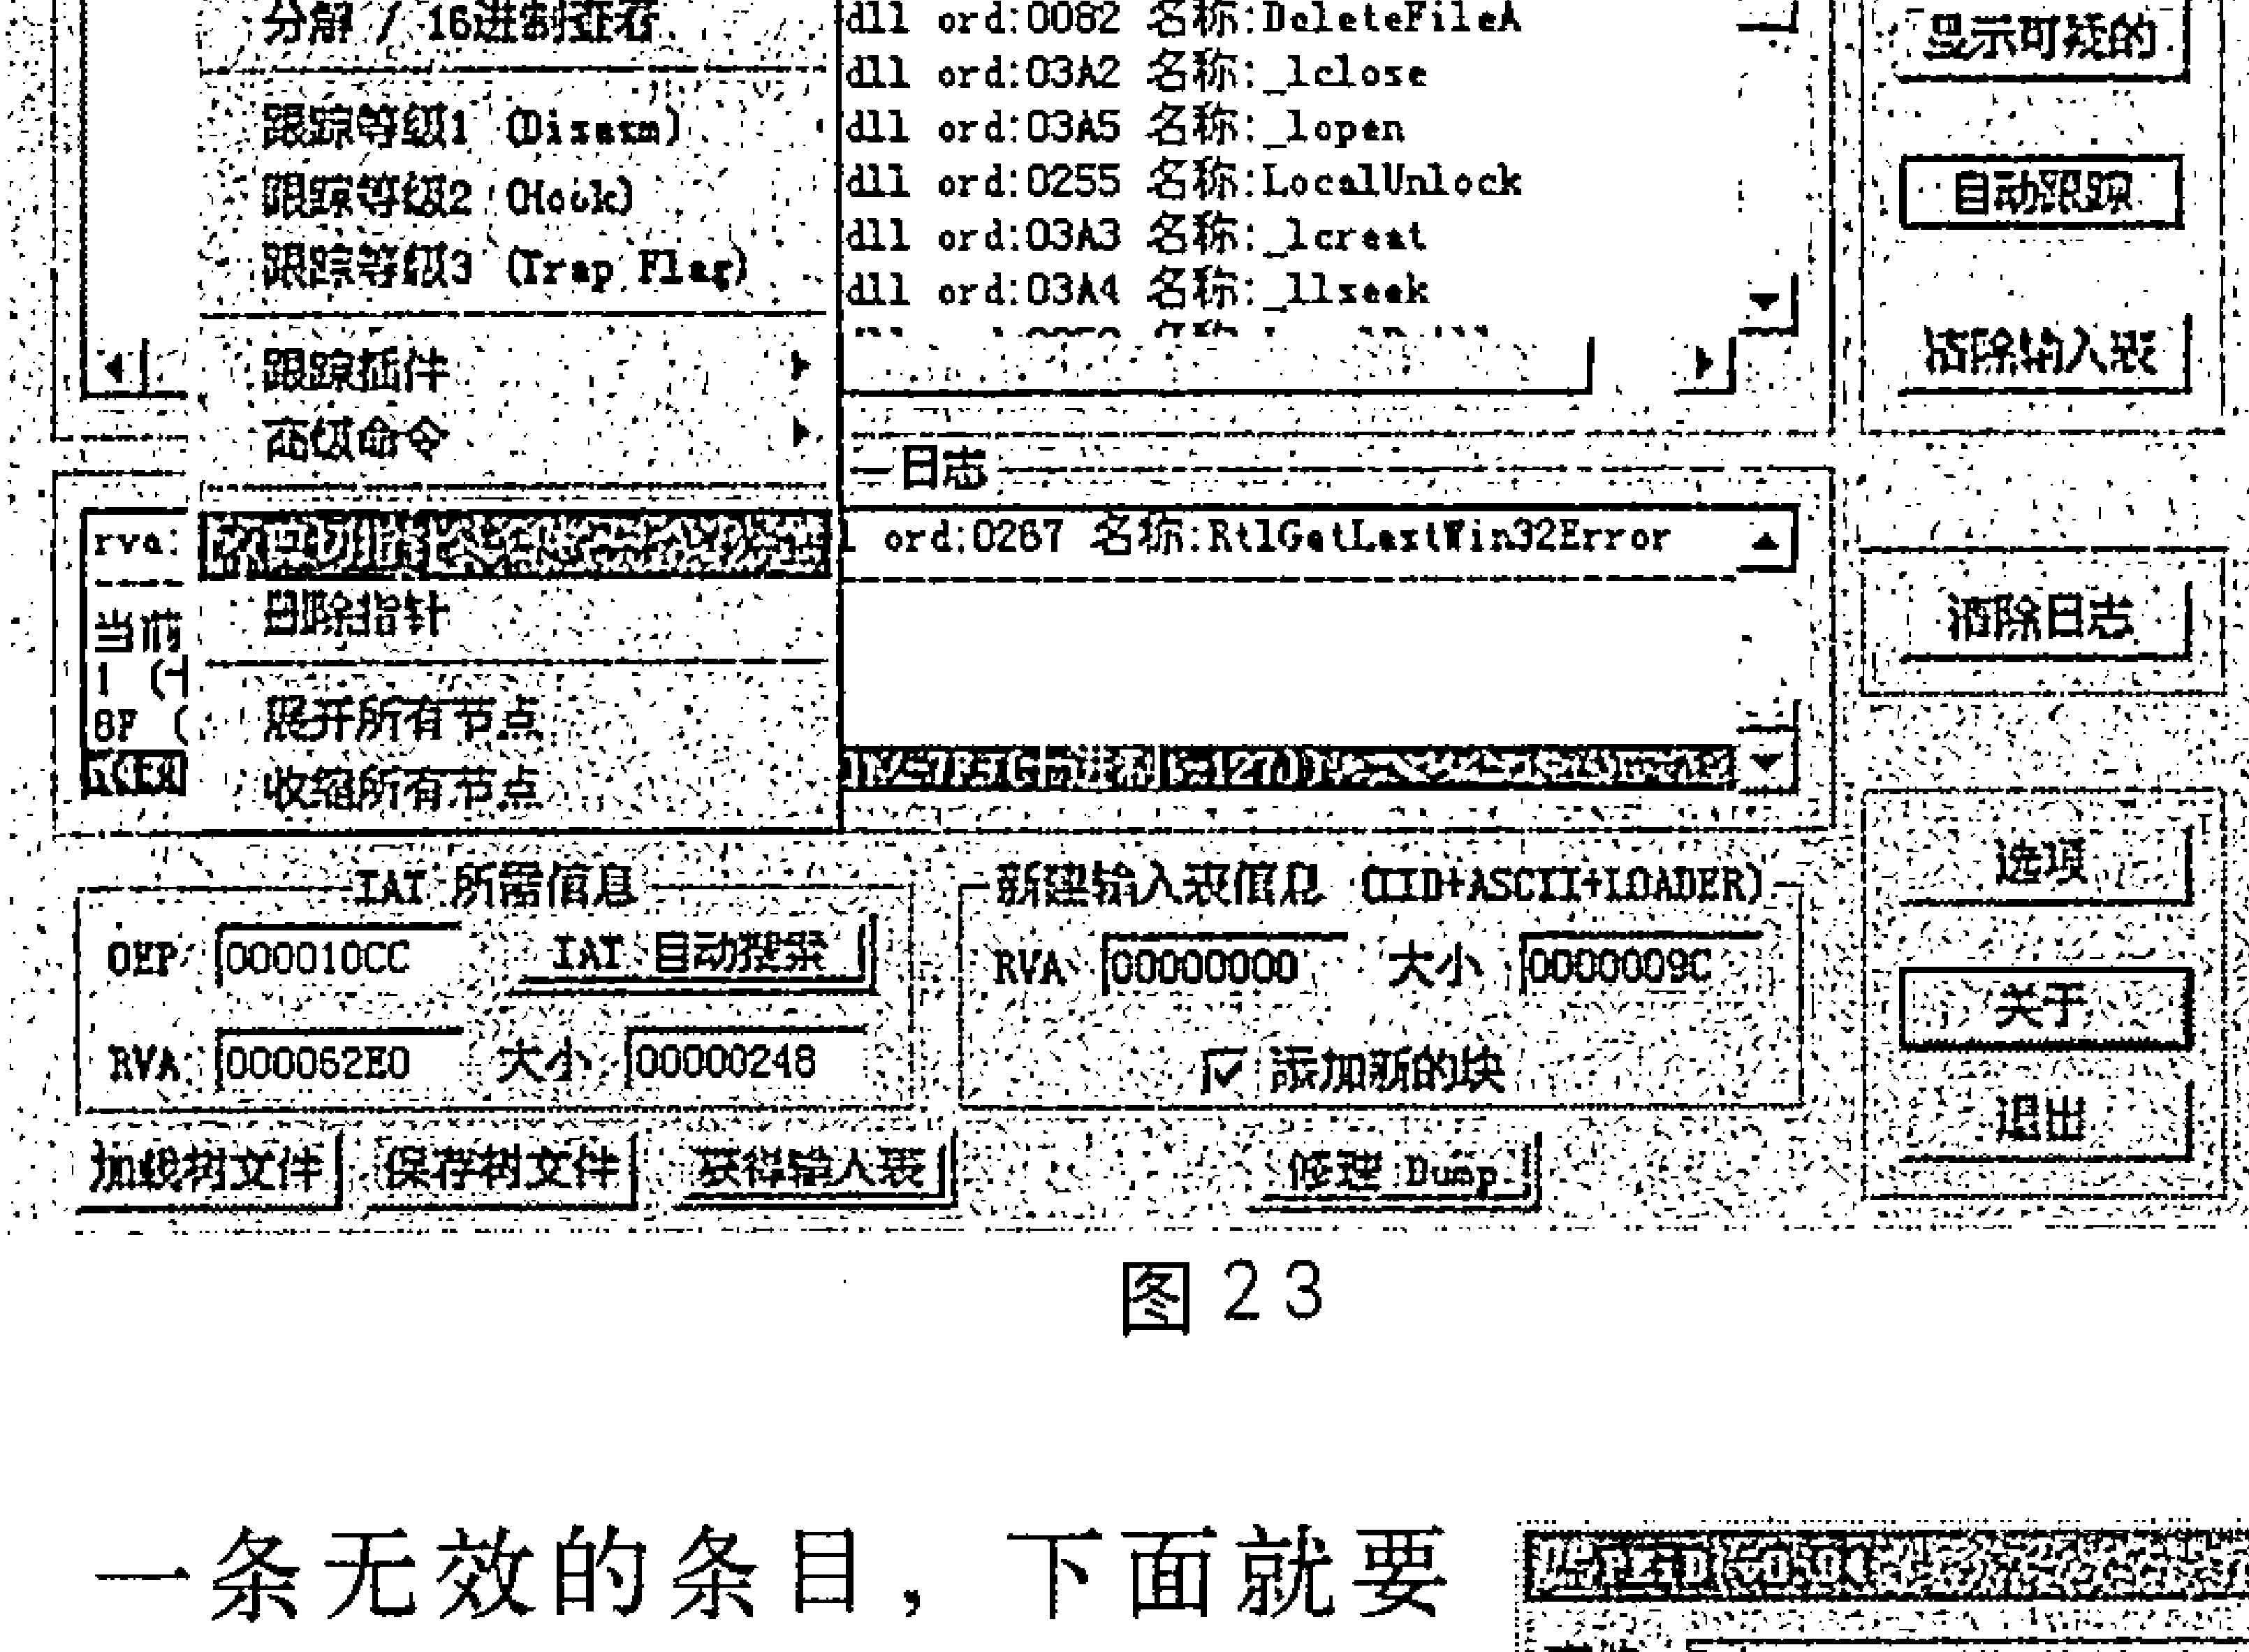 分解 / 16进制查看
dll ord:0082 名称:DeleteFileA
显示可疑的
dll ord:03A2 名称:_lclose
跟踪等级1 (Disasm)
dll ord:03A5 名称:_lopen
跟踪等级2 (Hook)
dll ord:0255 名称:LocalUnlock
自动跟踪
dll ord:03A3 名称:_lcreat
跟踪等级3 (Trap Flag)
dll ord:03A4 名称:_llseek
跟踪插件
清除输入表
高级命令
日志
rva:
ord:0267 名称:RtlGetLastWin32Error
删除指针
当前
清除日志
1 (
8F (
展开所有节点
收缩所有节点
IAT 所需信息
新建输入表信息 (IID+ASCII+LOADER)
选项
OEP 000010CC IAT 自动搜索
RVA 00000000 大小 0000009C
关于
RVA 000062E0 大小 00000248
添加新的块
退出
加载树文件 保存树文件 获得输入表 修理 Dump
图23
一条无效的条目，下面就要